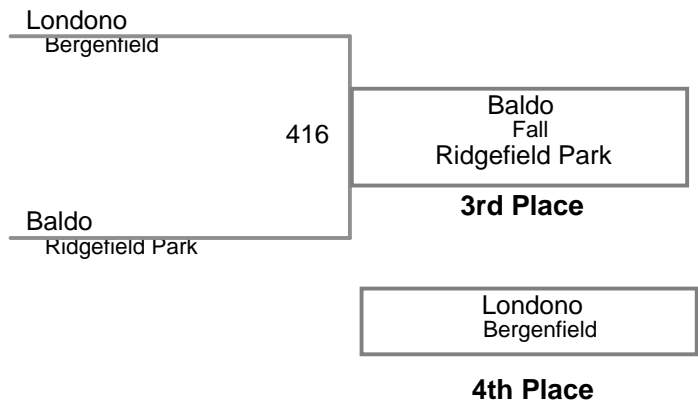 Londono
Bergenfield
416
Baldo
Fall
Ridgefield Park
3rd Place
Baldo
Ridgefield Park
Londono
Bergenfield
4th Place